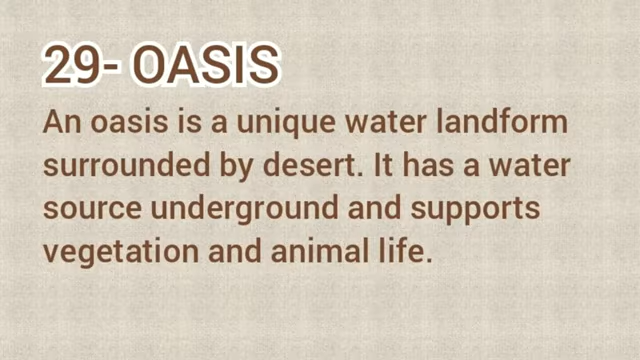 29- OASIS
An oasis is a unique water landform
surrounded by desert. It has a water
source underground and supports
vegetation and animal life.